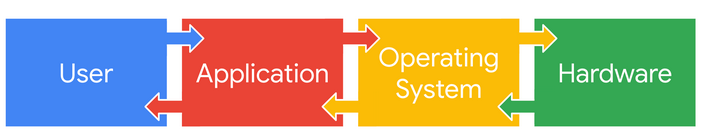 User
Application
Operating
System
Hardware